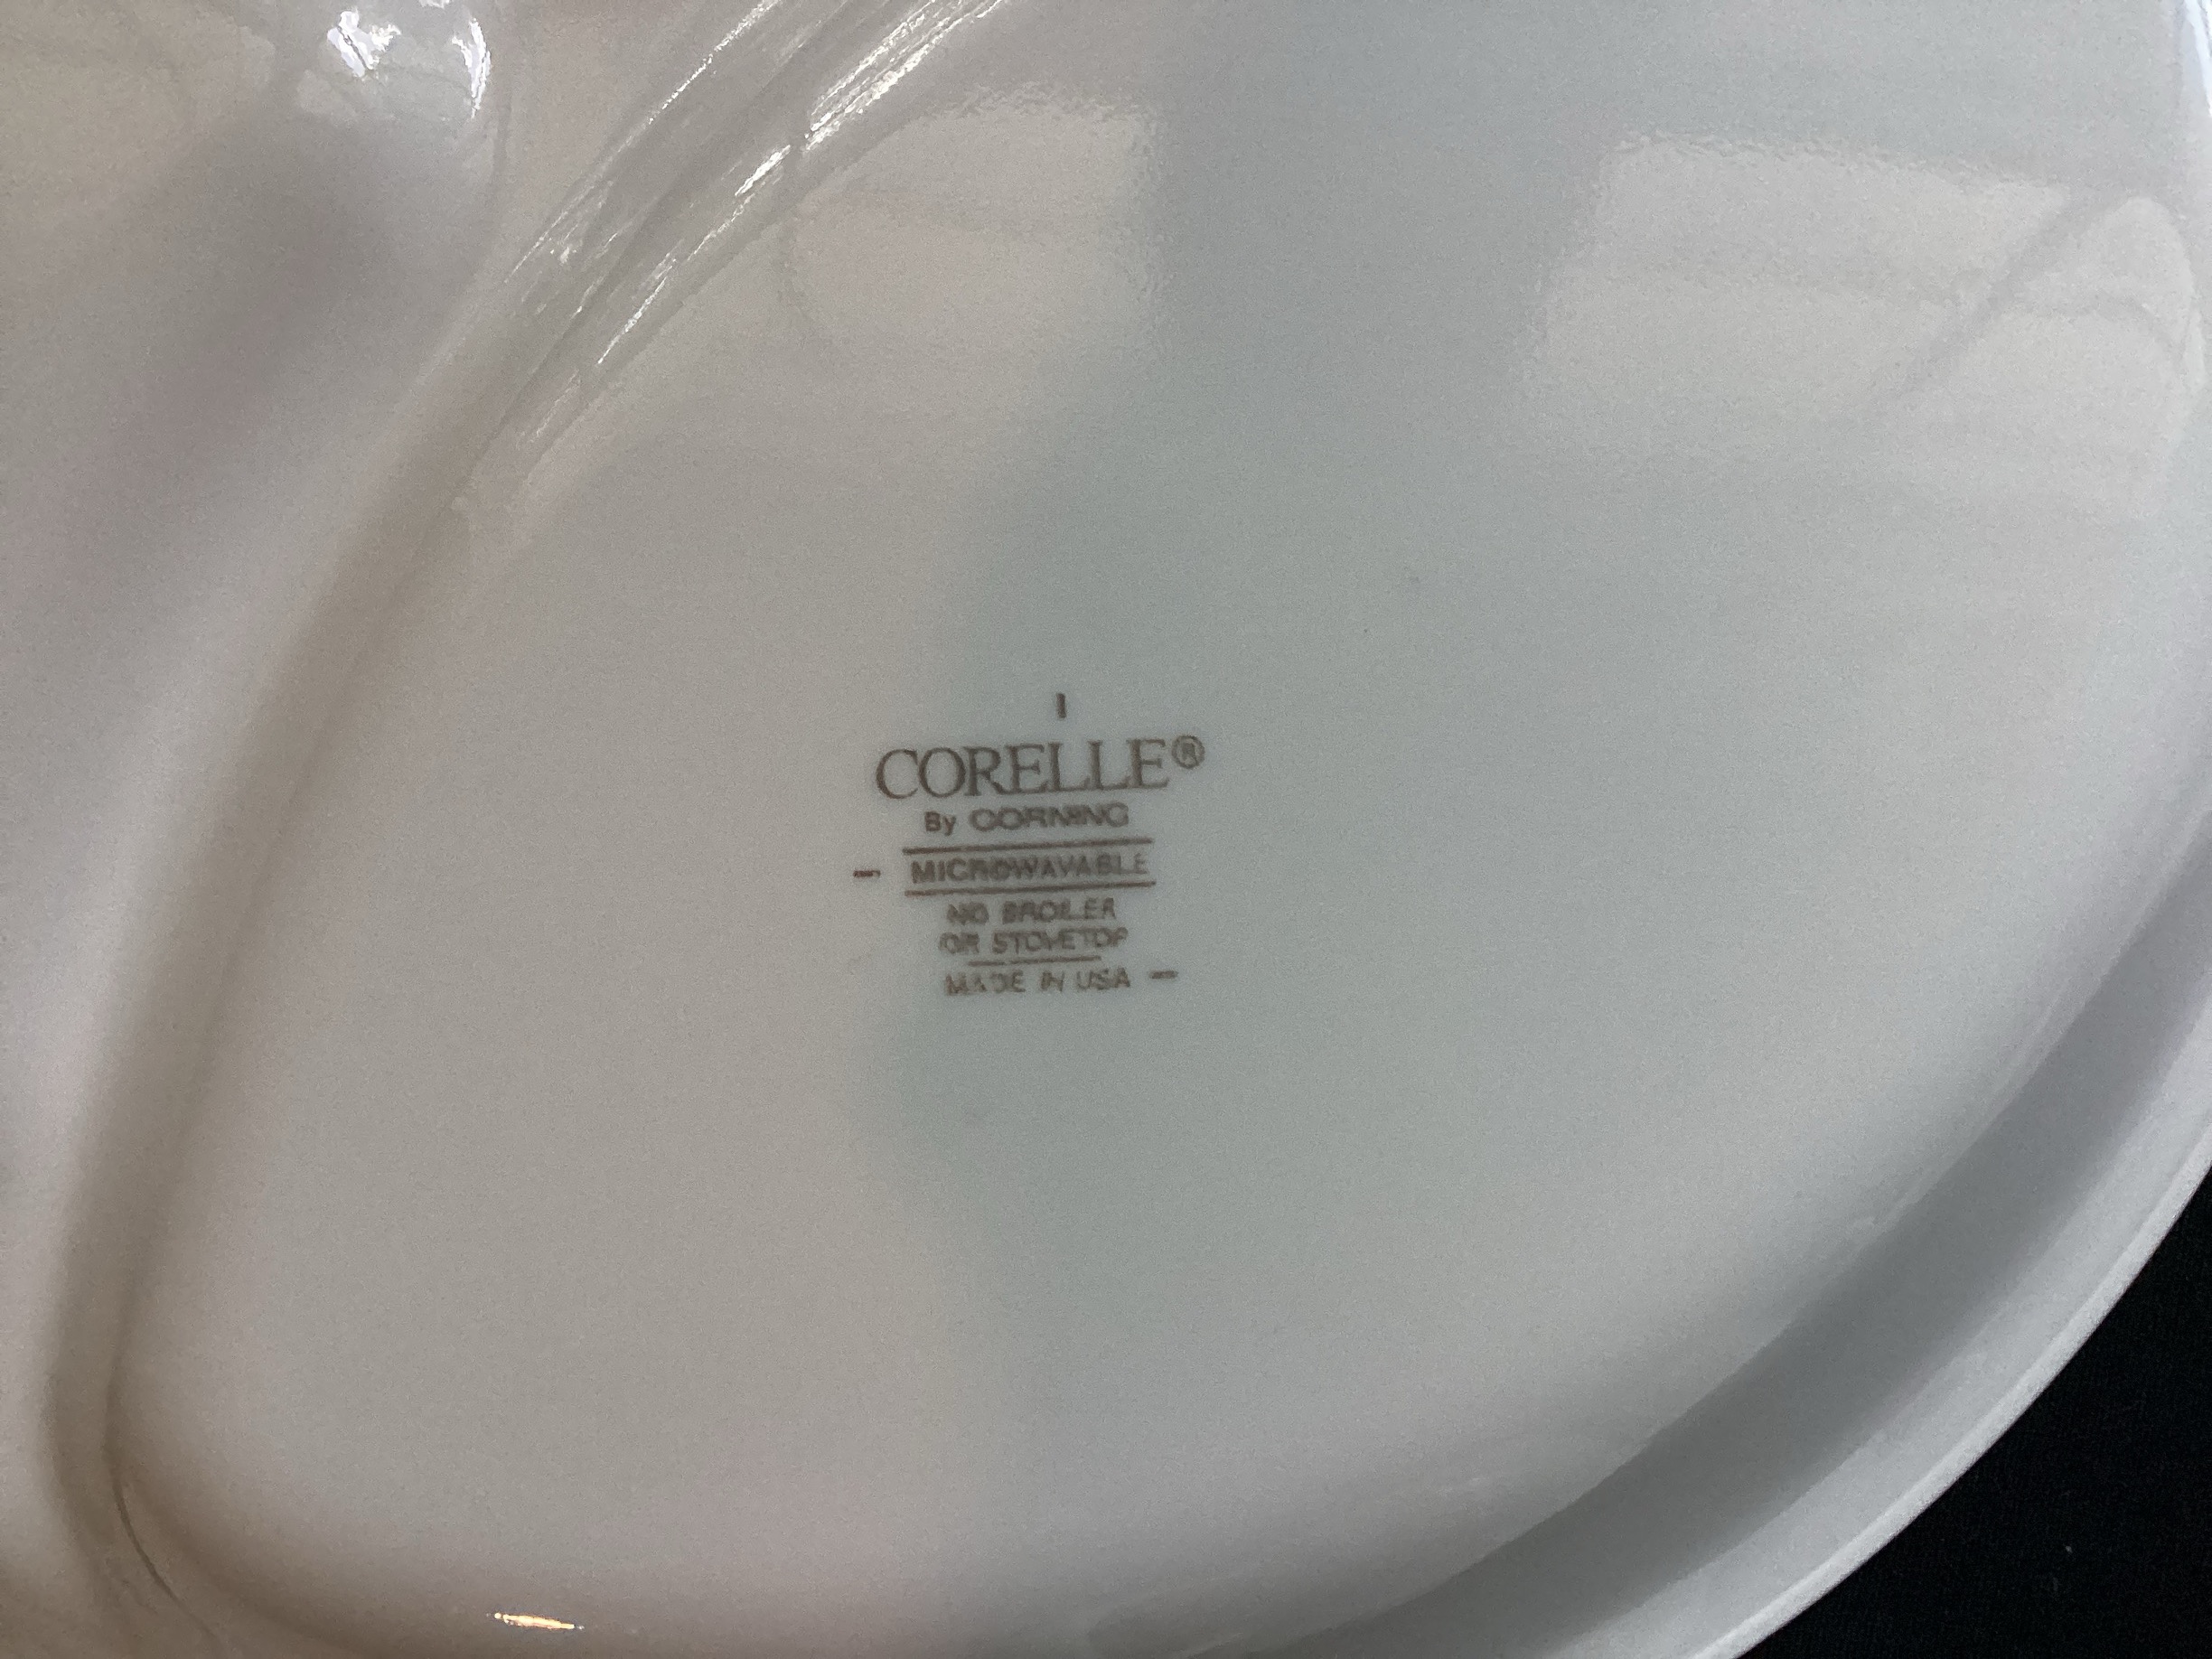 I
CORELLE®
By CORNING
– MICROWAVABLE
NO BROILER
OR STOVETOP
MADE IN USA –